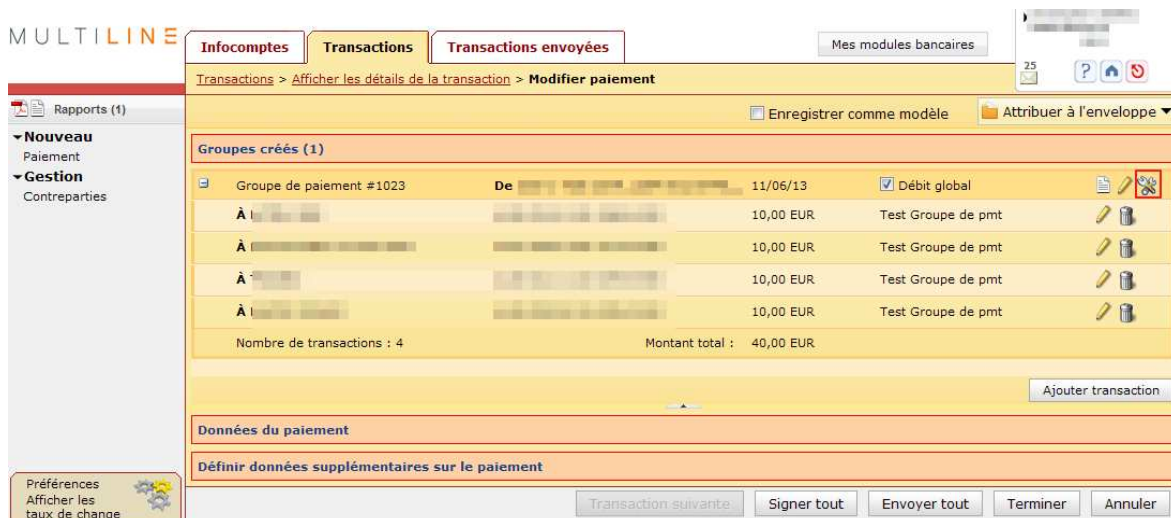 MULTILINE
Infocomptes
Transactions
Transactions envoyées
Mes modules bancaires
25
?
Transactions > Afficher les détails de la transaction > Modifier paiement
Rapports (1)
Enregistrer comme modèle
Attribuer à l'enveloppe
Nouveau
Paiement
Gestion
Contreparties
Groupes créés (1)
Groupe de paiement #1023 De 11/06/13 Débit global
À 10,00 EUR Test Groupe de pmt
À 10,00 EUR Test Groupe de pmt
À 10,00 EUR Test Groupe de pmt
À 10,00 EUR Test Groupe de pmt
Nombre de transactions : 4 Montant total : 40,00 EUR
Ajouter transaction
Données du paiement
Définir données supplémentaires sur le paiement
Préférences
Afficher les
taux de change
Transaction suivante
Signer tout
Envoyer tout
Terminer
Annuler